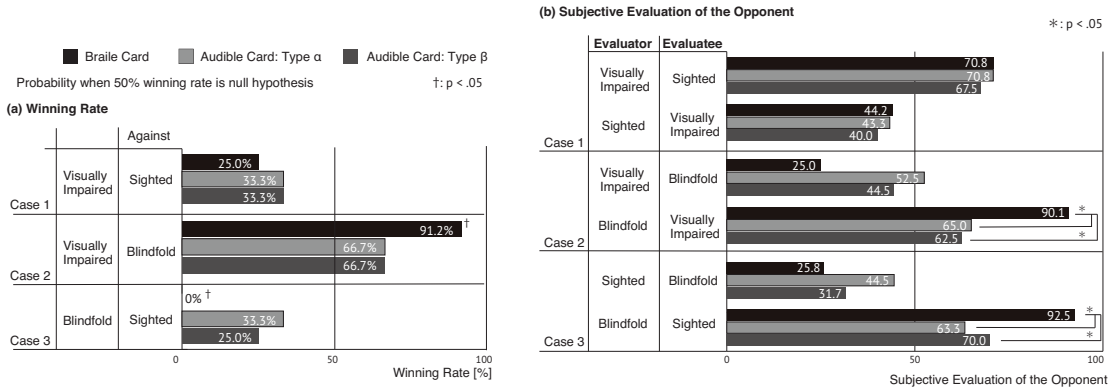 Braile Card Audible Card: Type α Audible Card: Type β
Probability when 50% winning rate is null hypothesis †: p < .05
(a) Winning Rate
Against
Case 1 Visually Impaired Sighted 25.0% 33.3% 33.3%
Case 2 Visually Impaired Blindfold 91.2% † 66.7% 66.7%
Case 3 Blindfold Sighted 0% † 33.3% 25.0%
0 50 100
Winning Rate [%]
(b) Subjective Evaluation of the Opponent
*: p < .05
Evaluator Evaluatee
Visually Impaired Sighted 70.8 70.8 67.5
Case 1 Sighted Visually Impaired 44.2 43.3 40.0
Visually Impaired Blindfold 25.0 52.5 44.5
Case 2 Blindfold Visually Impaired 90.1 65.0 62.5 * *
Sighted Blindfold 25.8 44.5 31.7
Case 3 Blindfold Sighted 92.5 63.3 70.0 * *
0 50 100
Subjective Evaluation of the Opponent